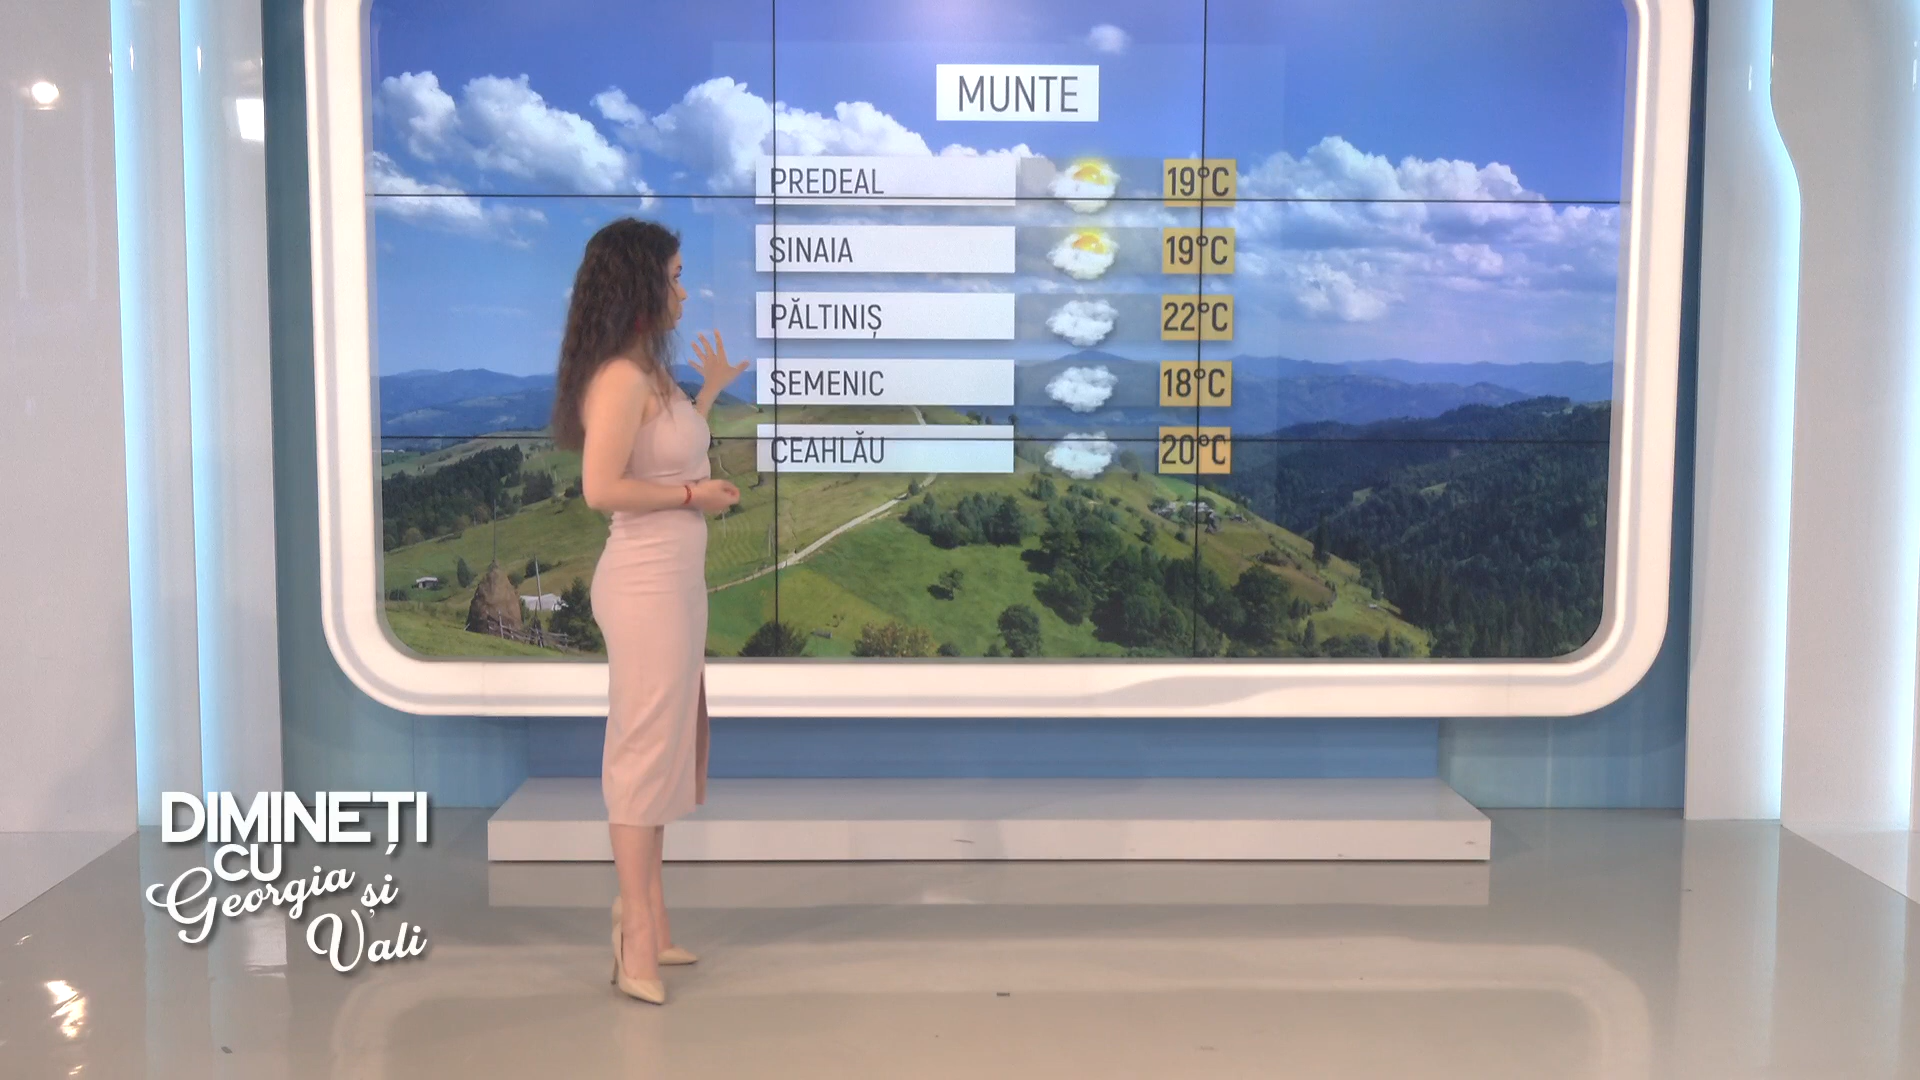 MUNTE
PREDEAL 19°C
SINAIA 19°C
PĂLTINIȘ 22°C
SEMENIC 18°C
CEAHLĂU 20°C
DIMINEȚI
CU
Georgia și
Vali